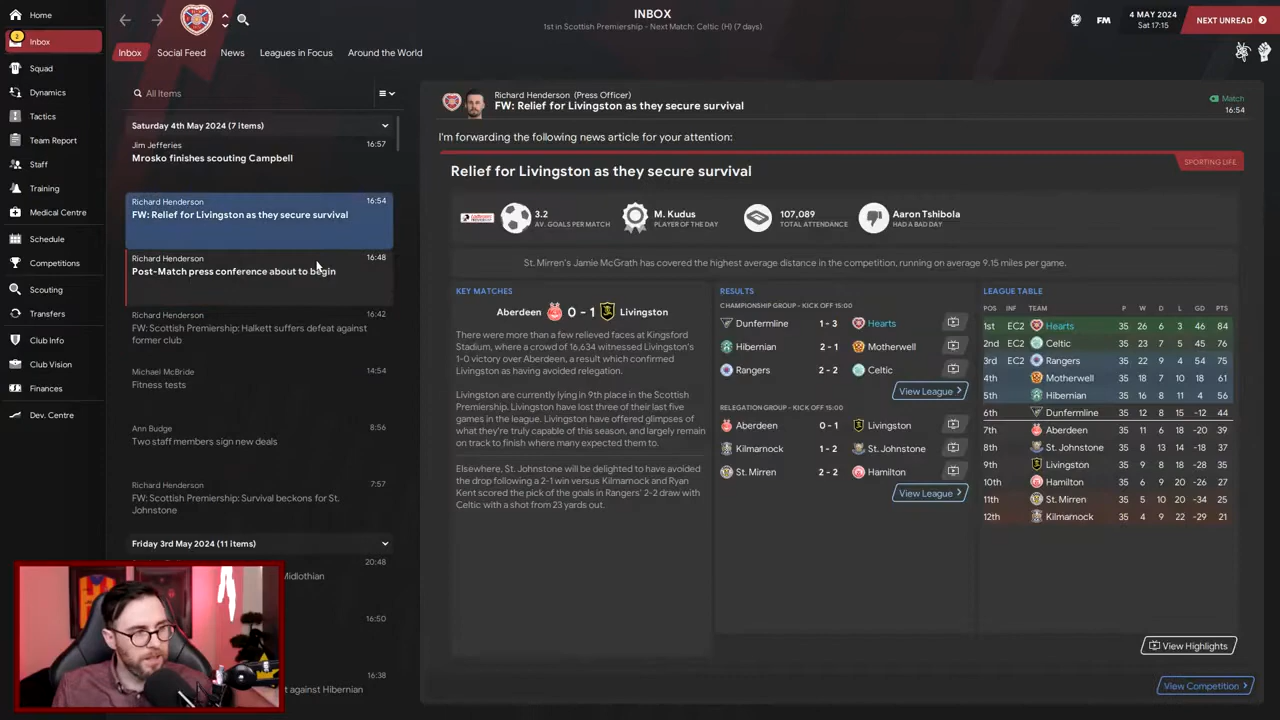 Home
2
Inbox
Squad
Dynamics
Tactics
Team Report
Staff
Training
Medical Centre
Schedule
Competitions
Scouting
Transfers
Club Info
Club Vision
Finances
Dev. Centre
INBOX
1st in Scottish Premiership - Next Match: Celtic (H) (7 days)
FM
4 MAY 2024
Sat 17:15
NEXT UNREAD
Inbox
Social Feed
News
Leagues in Focus
Around the World
All Items
Saturday 4th May 2024 (7 items)
Jim Jefferies 16:57
Mrosko finishes scouting Campbell
Richard Henderson 16:54
FW: Relief for Livingston as they secure survival
Richard Henderson 16:48
Post-Match press conference about to begin
Richard Henderson 16:42
FW: Scottish Premiership: Halkett suffers defeat against
former club
Michael McBride 14:54
Fitness tests
Ann Budge 8:56
Two staff members sign new deals
Richard Henderson 7:57
FW: Scottish Premiership: Survival beckons for St.
Johnstone
Friday 3rd May 2024 (11 items)
20:48
Midlothian
16:50
16:38
t against Hibernian
Richard Henderson (Press Officer)
FW: Relief for Livingston as they secure survival
Match
16:54
I'm forwarding the following news article for your attention:
SPORTING LIFE
Relief for Livingston as they secure survival
3.2
AV. GOALS PER MATCH
M. Kudus
PLAYER OF THE DAY
107,089
TOTAL ATTENDANCE
Aaron Tshibola
HAD A BAD DAY
St. Mirren's Jamie McGrath has covered the highest average distance in the competition, running on average 9.15 miles per game.
KEY MATCHES
Aberdeen 0 - 1 Livingston
There were more than a few relieved faces at Kingsford
Stadium, where a crowd of 16,634 witnessed Livingston's
1-0 victory over Aberdeen, a result which confirmed
Livingston as having avoided relegation.
Livingston are currently lying in 9th place in the Scottish
Premiership. Livingston have lost three of their last five
games in the league. Livingston have offered glimpses of
what they're truly capable of this season, and largely remain
on track to finish where many expected them to.
Elsewhere, St. Johnstone will be delighted to have avoided
the drop following a 2-1 win versus Kilmarnock and Ryan
Kent scored the pick of the goals in Rangers' 2-2 draw with
Celtic with a shot from 23 yards out.
RESULTS
CHAMPIONSHIP GROUP - KICK OFF 15:00
Dunfermline 1 - 3 Hearts
Hibernian 2 - 1 Motherwell
Rangers 2 - 2 Celtic
View League
RELEGATION GROUP - KICK OFF 15:00
Aberdeen 0 - 1 Livingston
Kilmarnock 1 - 2 St. Johnstone
St. Mirren 2 - 2 Hamilton
View League
LEAGUE TABLE
POS INF TEAM P W D L GD PTS
1st EC2 Hearts 35 26 6 3 46 84
2nd EC2 Celtic 35 23 7 5 45 76
3rd EC2 Rangers 35 22 9 4 54 75
4th Motherwell 35 18 7 10 18 61
5th Hibernian 35 16 8 11 4 56
6th Dunfermline 35 12 8 15 -12 44
7th Aberdeen 35 11 6 18 -20 39
8th St. Johnstone 35 8 13 14 -18 37
9th Livingston 35 9 8 18 -28 35
10th Hamilton 35 6 9 20 -26 27
11th St. Mirren 35 5 10 20 -34 25
12th Kilmarnock 35 4 9 22 -29 21
View Highlights
View Competition